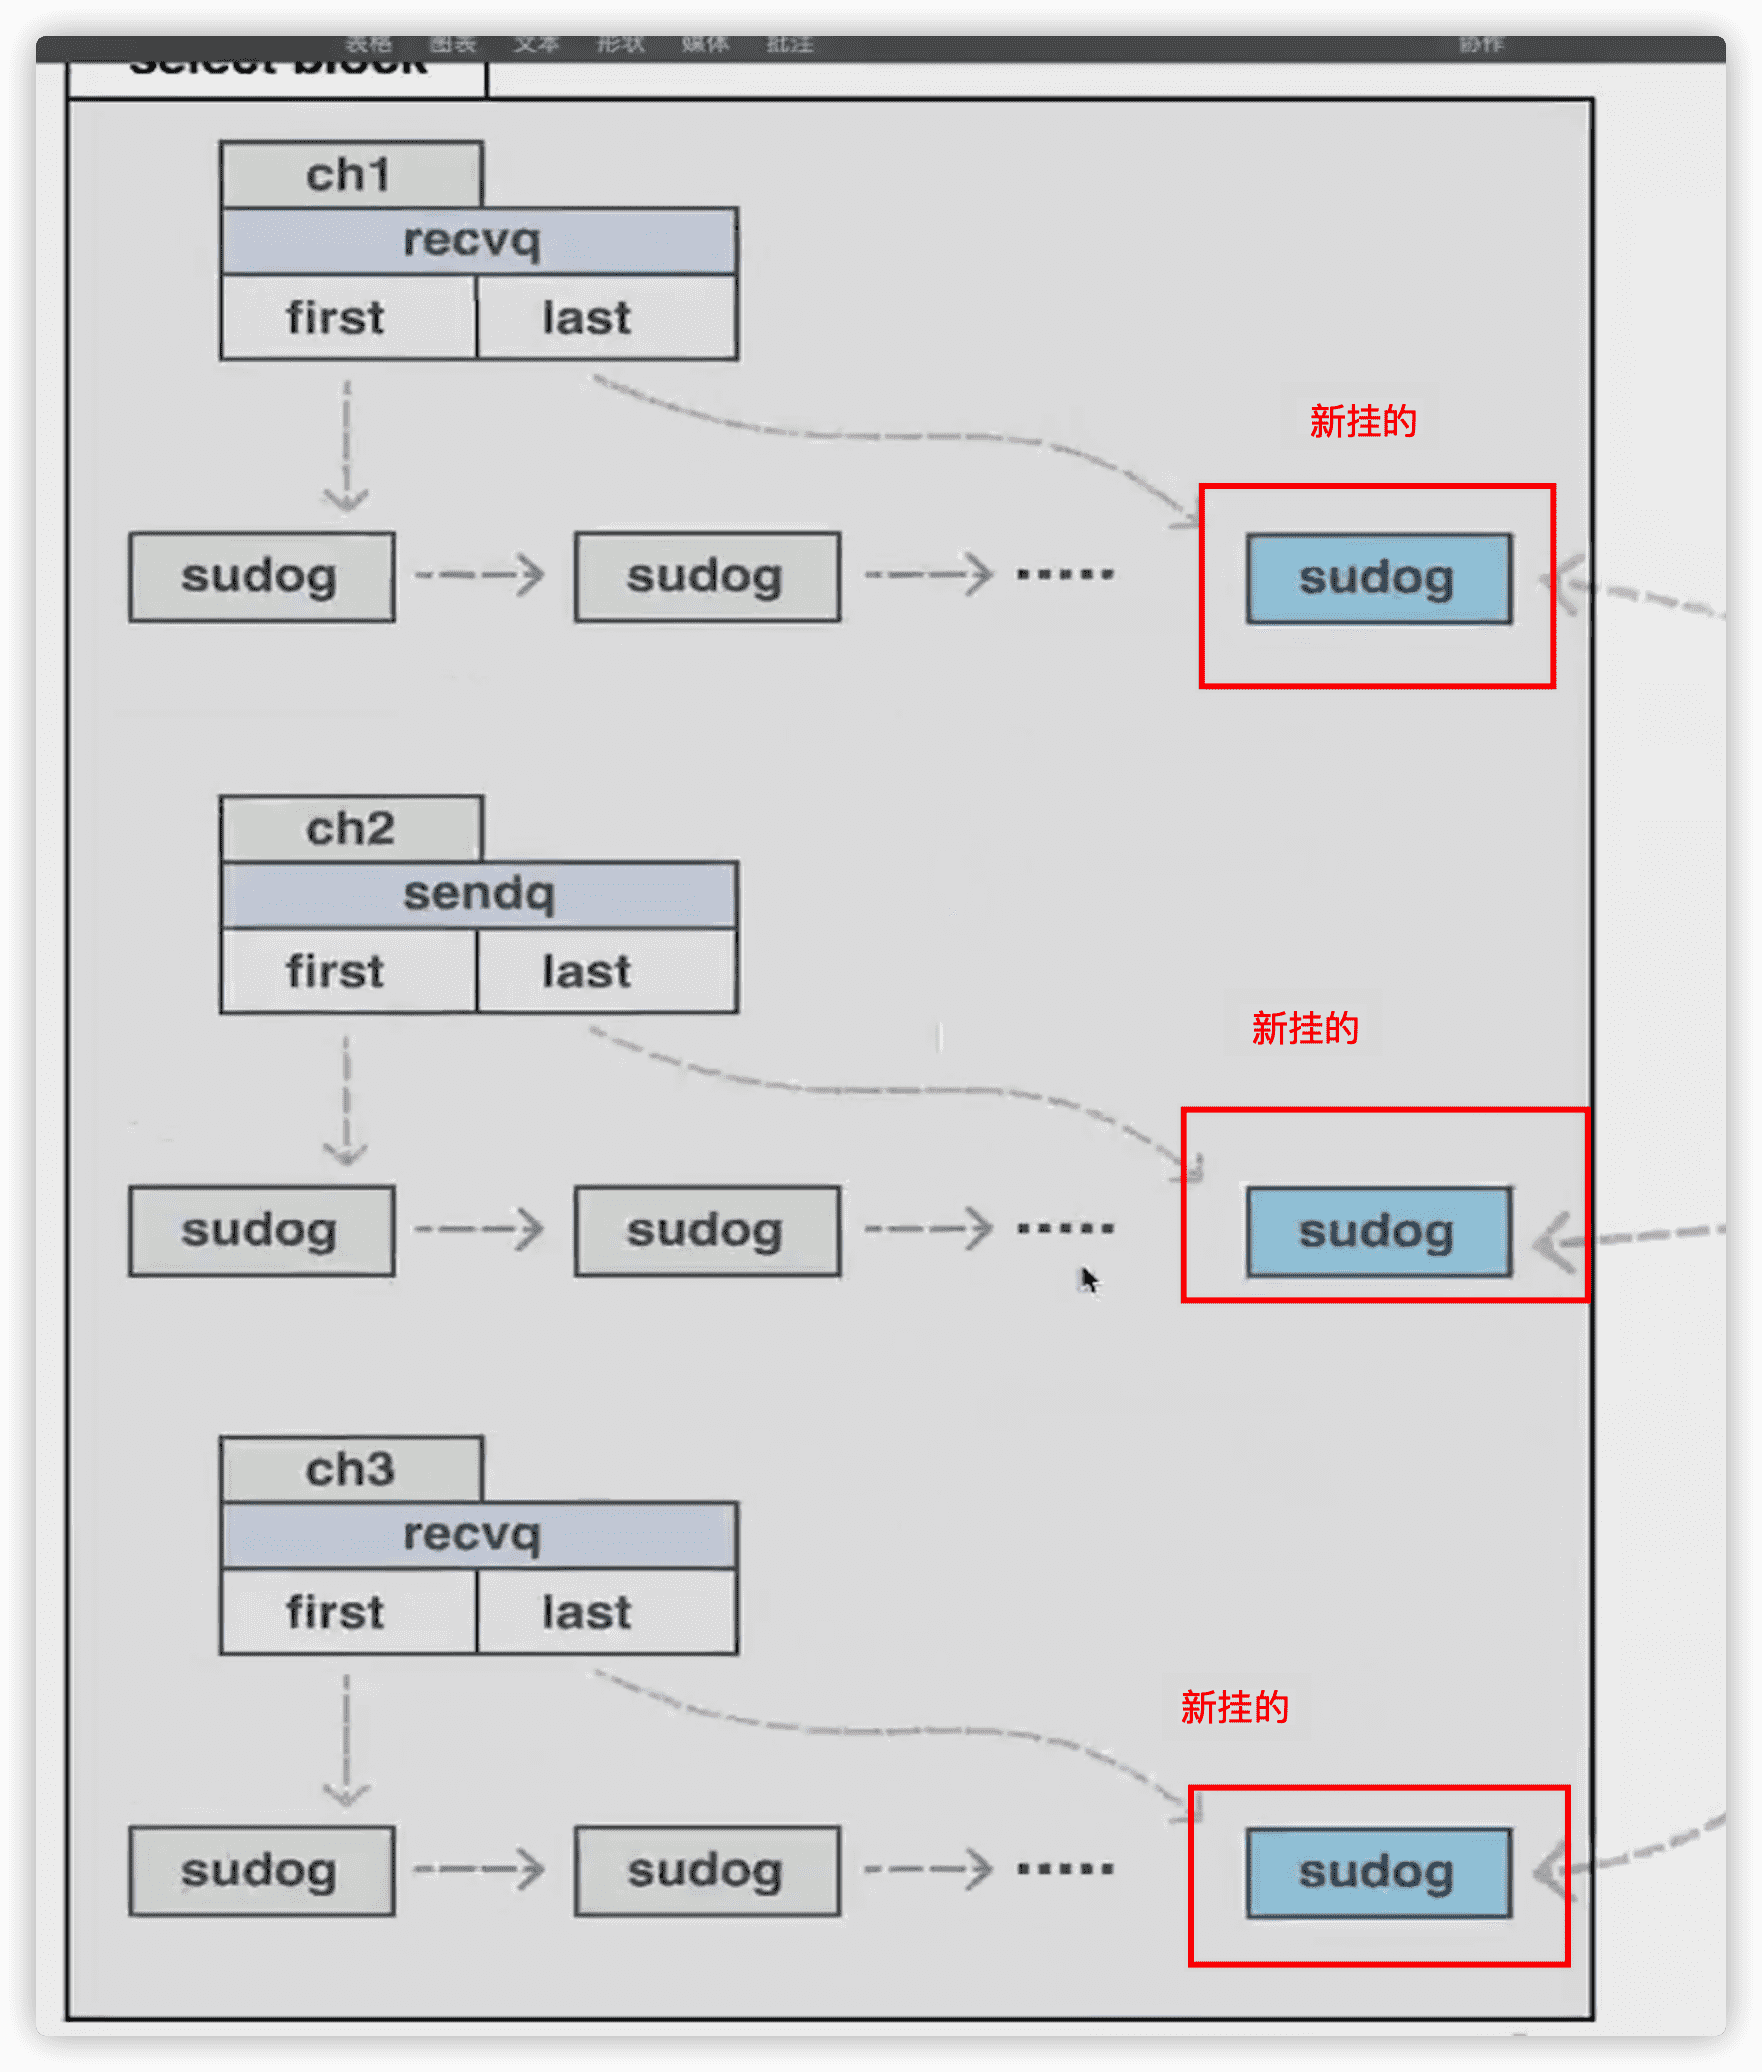 表格 图表 文本 形状 媒体 批注 协作
select block
ch1
recvq
first last
新挂的
sudog sudog ..... sudog
ch2
sendq
first last
新挂的
sudog sudog ..... sudog
ch3
recvq
first last
新挂的
sudog sudog ..... sudog